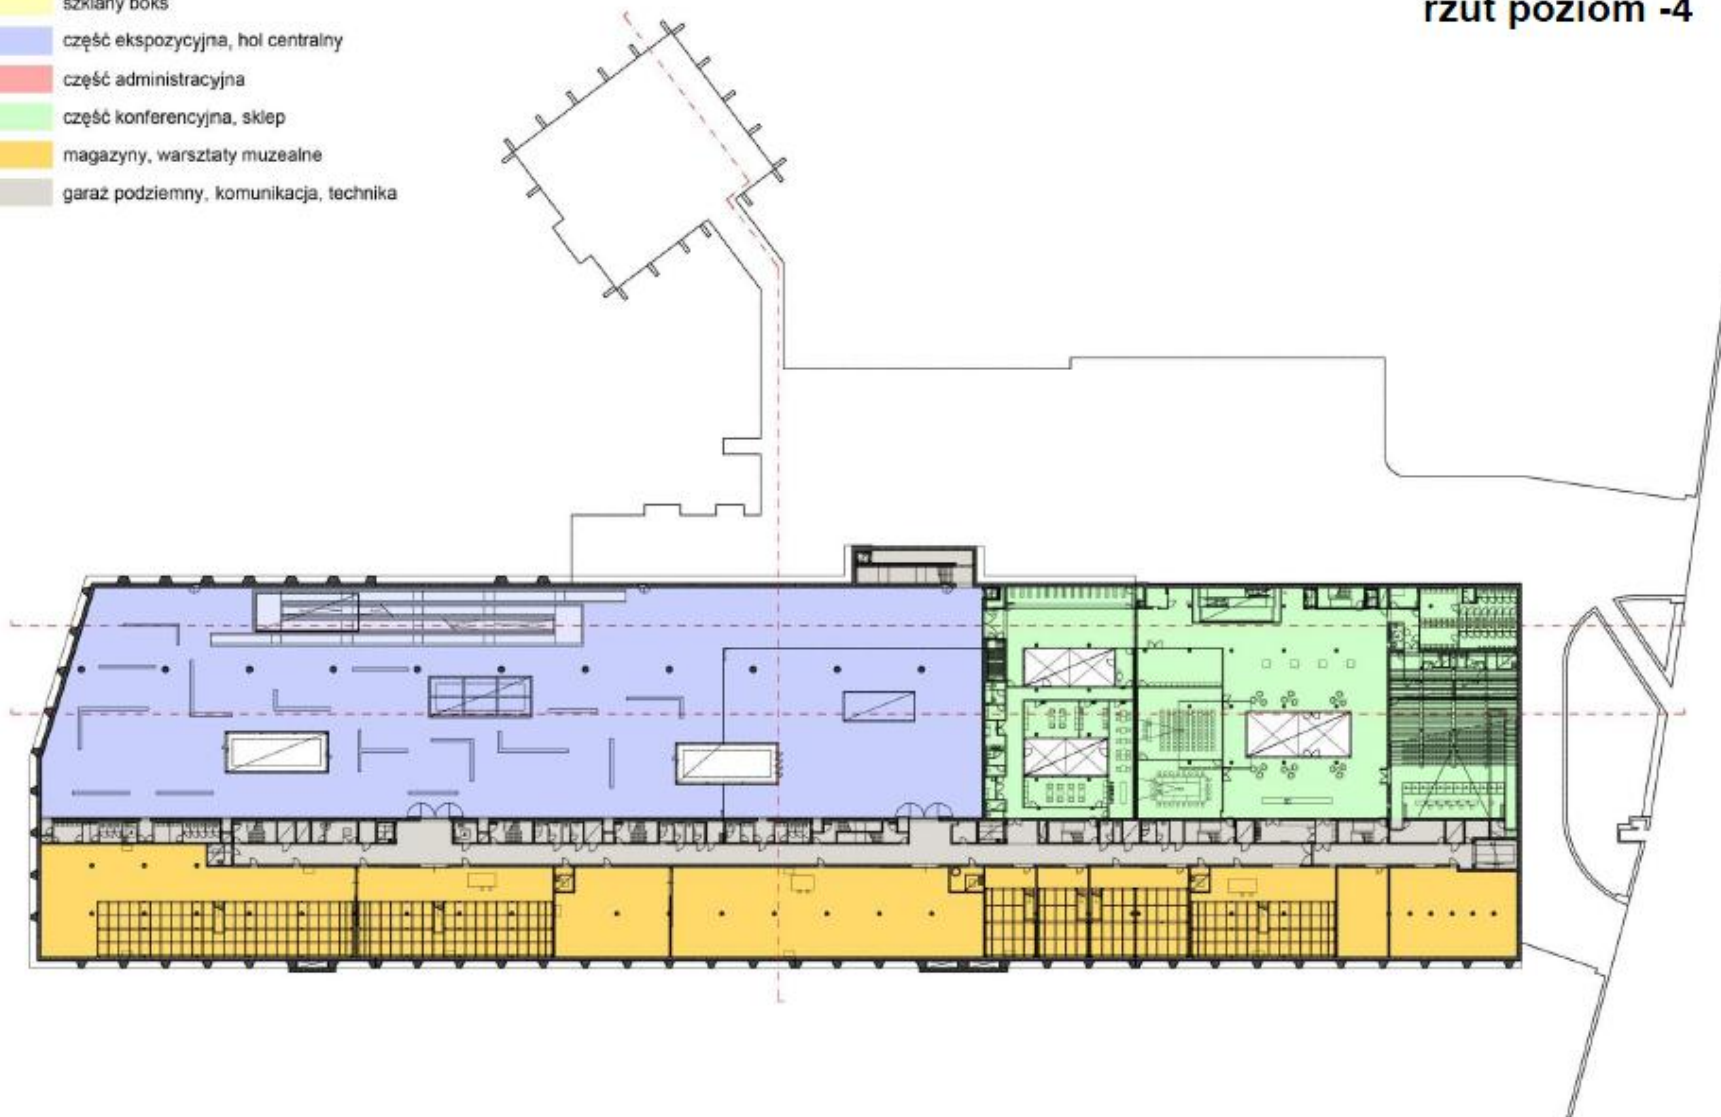 szklany boks
rzut poziom -4
część ekspozycyjna, hol centralny
część administracyjna
część konferencyjna, sklep
magazyny, warsztaty muzealne
garaż podziemny, komunikacja, technika